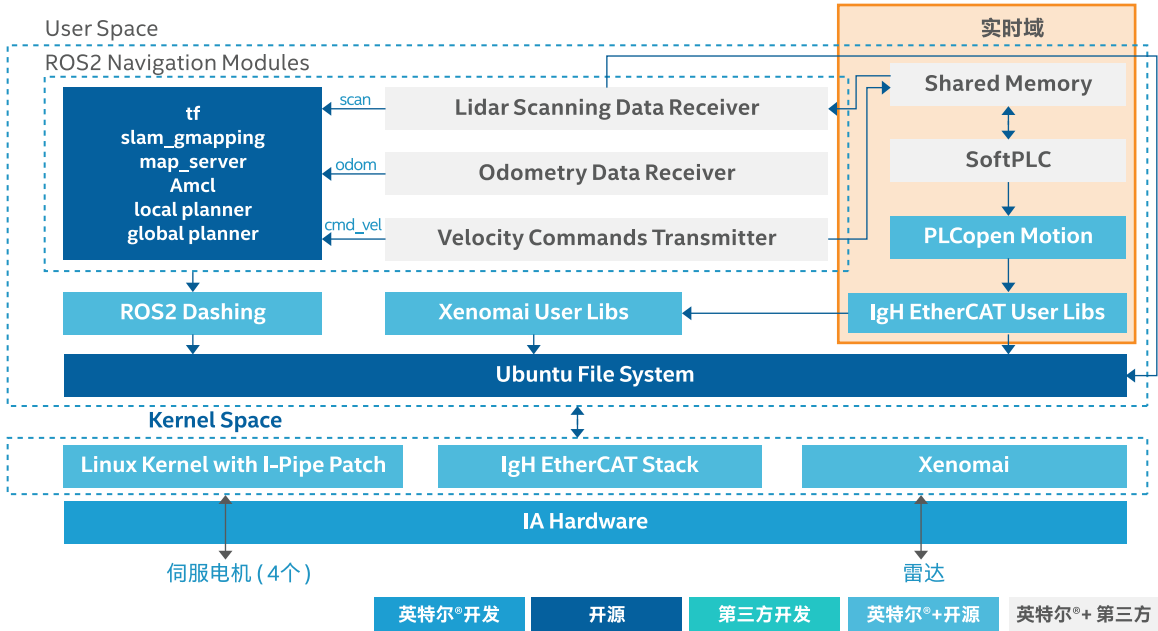 User Space
实时域
ROS2 Navigation Modules
tf
slam_gmapping
map_server
Amcl
local planner
global planner
scan
Lidar Scanning Data Receiver
odom
Odometry Data Receiver
cmd_vel
Velocity Commands Transmitter
Shared Memory
SoftPLC
PLCopen Motion
ROS2 Dashing
Xenomai User Libs
IgH EtherCAT User Libs
Ubuntu File System
Kernel Space
Linux Kernel with I-Pipe Patch
IgH EtherCAT Stack
Xenomai
IA Hardware
伺服电机 ( 4个 )
雷达
英特尔®开发
开源
第三方开发
英特尔®+开源
英特尔®+ 第三方